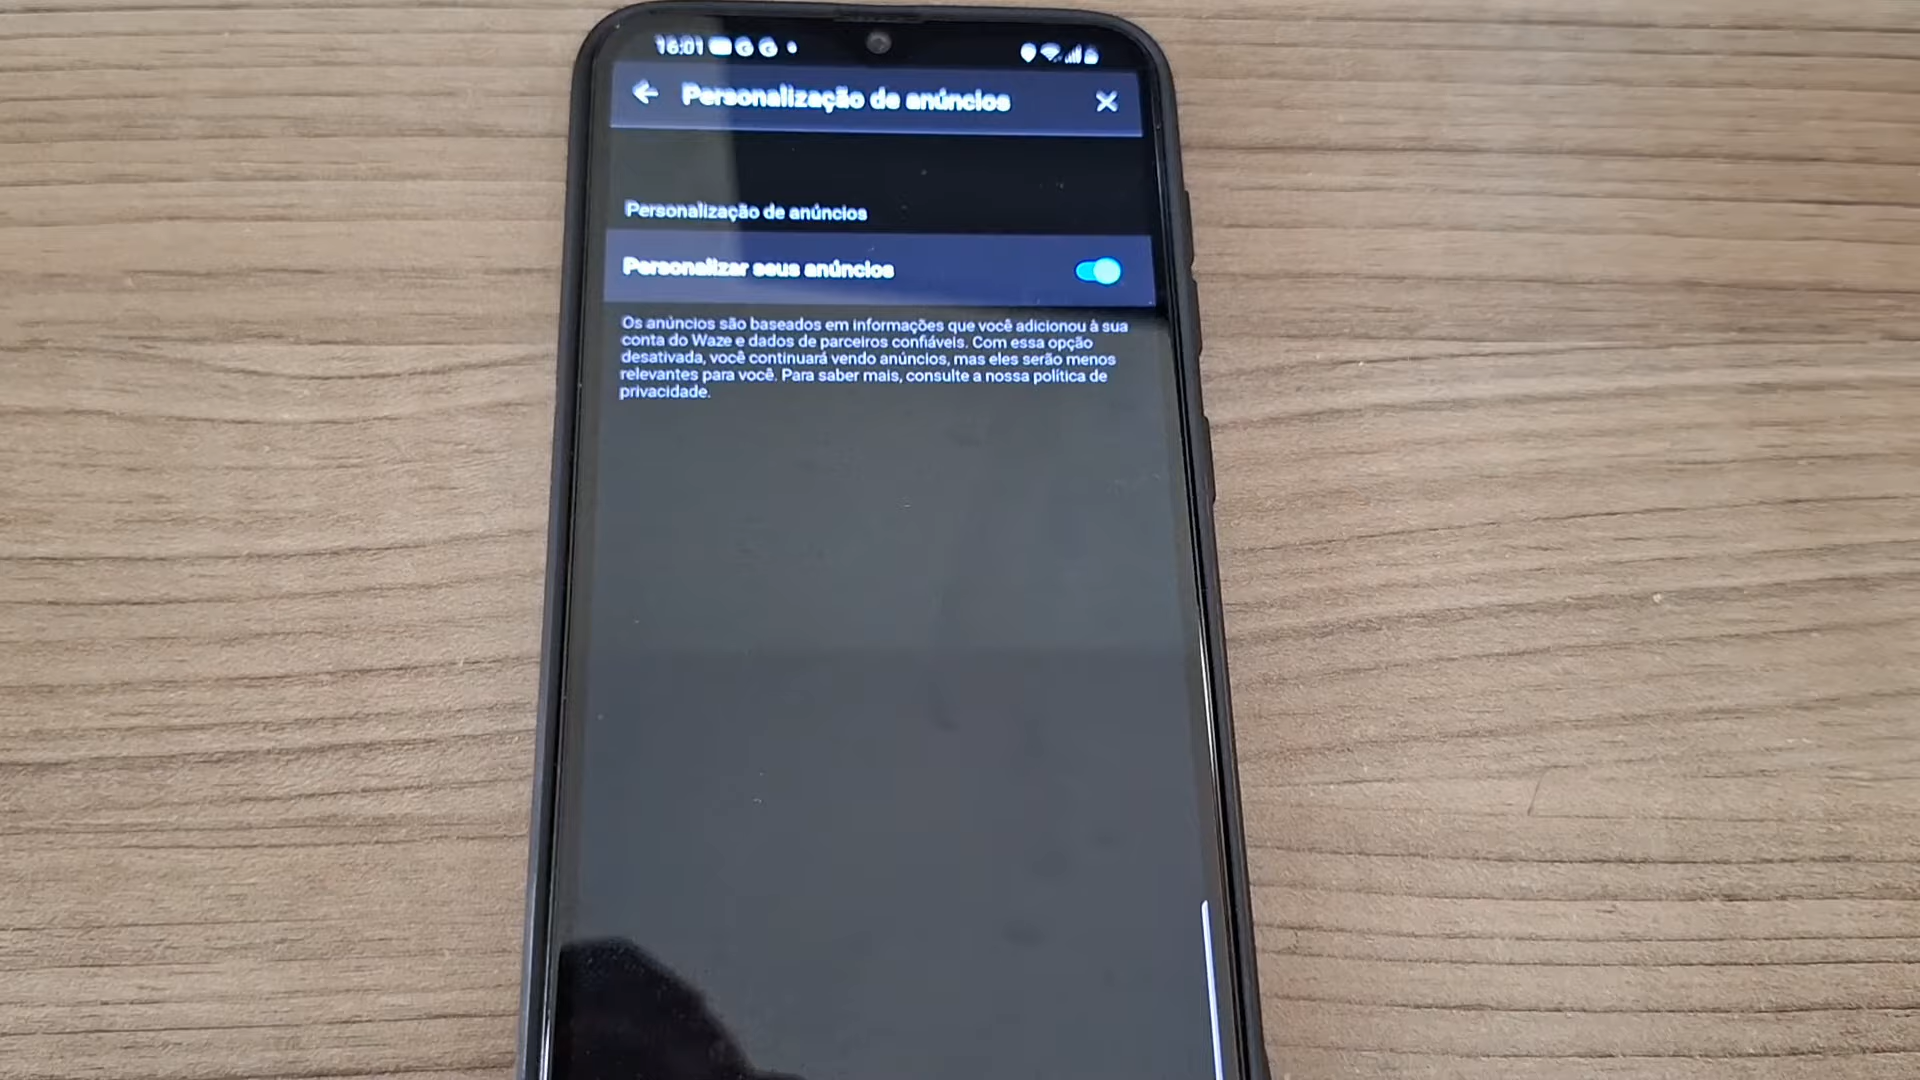 16:01
Personalização de anúncios
Personalização de anúncios
Personalizar seus anúncios
Os anúncios são baseados em informações que você adicionou à sua
conta do Waze e dados de parceiros confiáveis. Com essa opção
desativada, você continuará vendo anúncios, mas eles serão menos
relevantes para você. Para saber mais, consulte a nossa política de
privacidade.